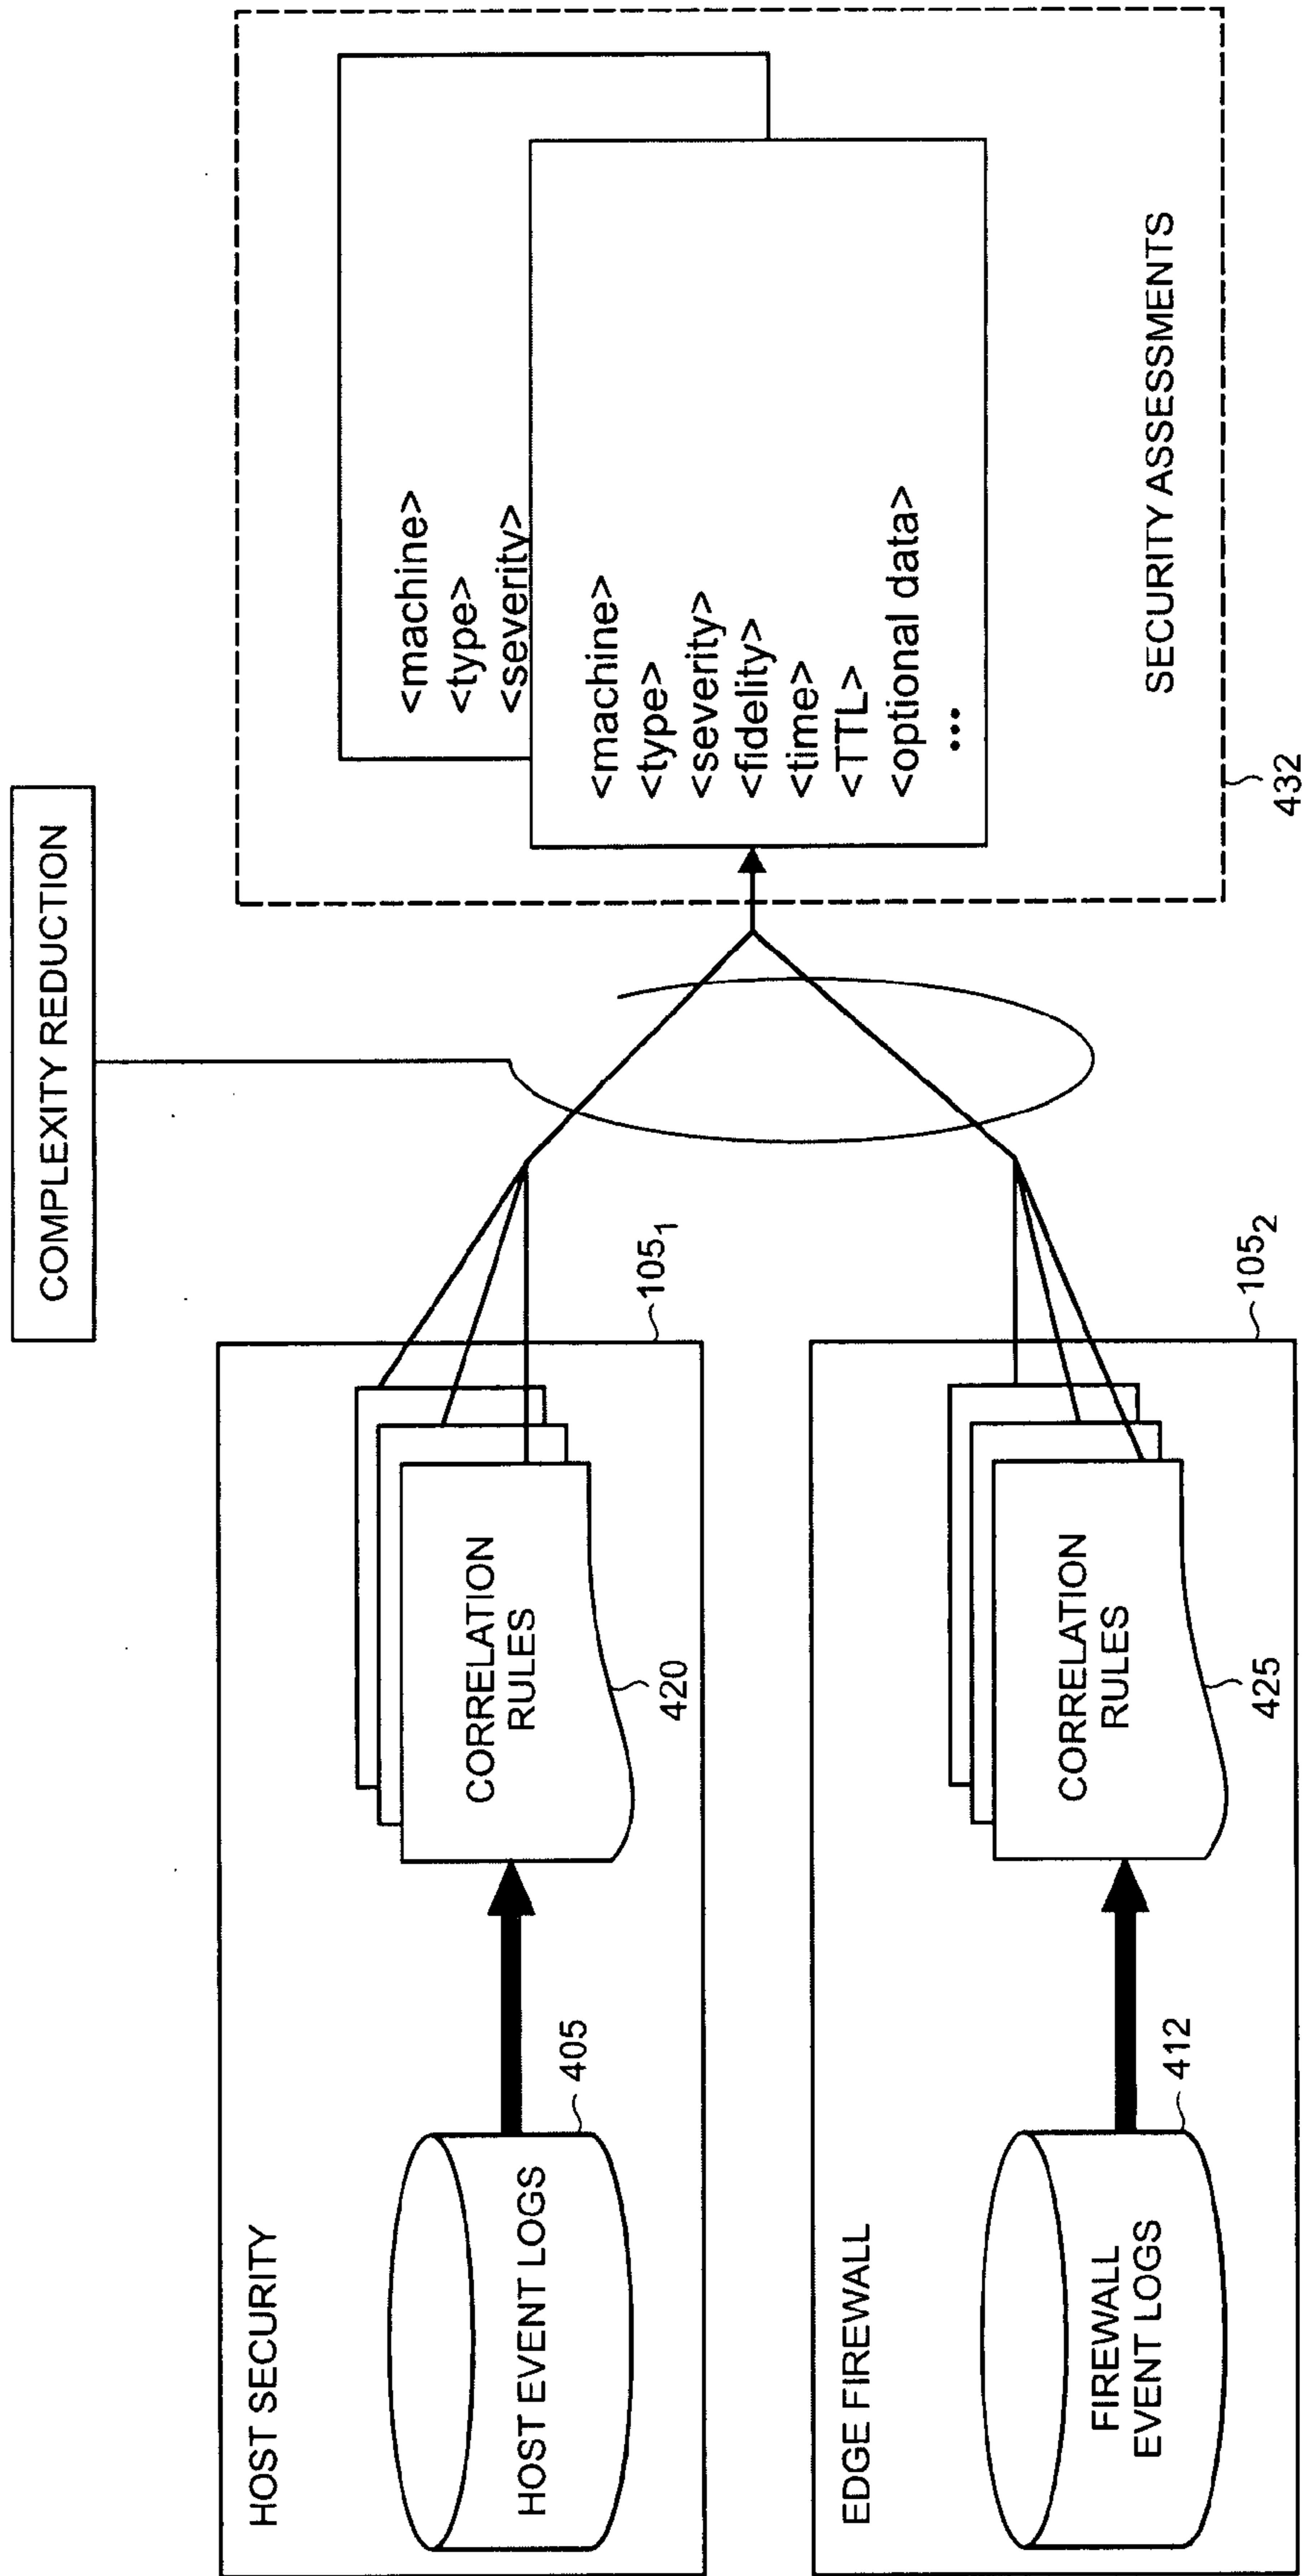 COMPLEXITY REDUCTION
HOST SECURITY
HOST EVENT LOGS
405
CORRELATION
RULES
420
105₁
EDGE FIREWALL
FIREWALL
EVENT LOGS
412
CORRELATION
RULES
425
105₂
<machine>
<type>
<severity>
<machine>
<type>
<severity>
<fidelity>
<time>
<TTL>
<optional data>
...
SECURITY ASSESSMENTS
432